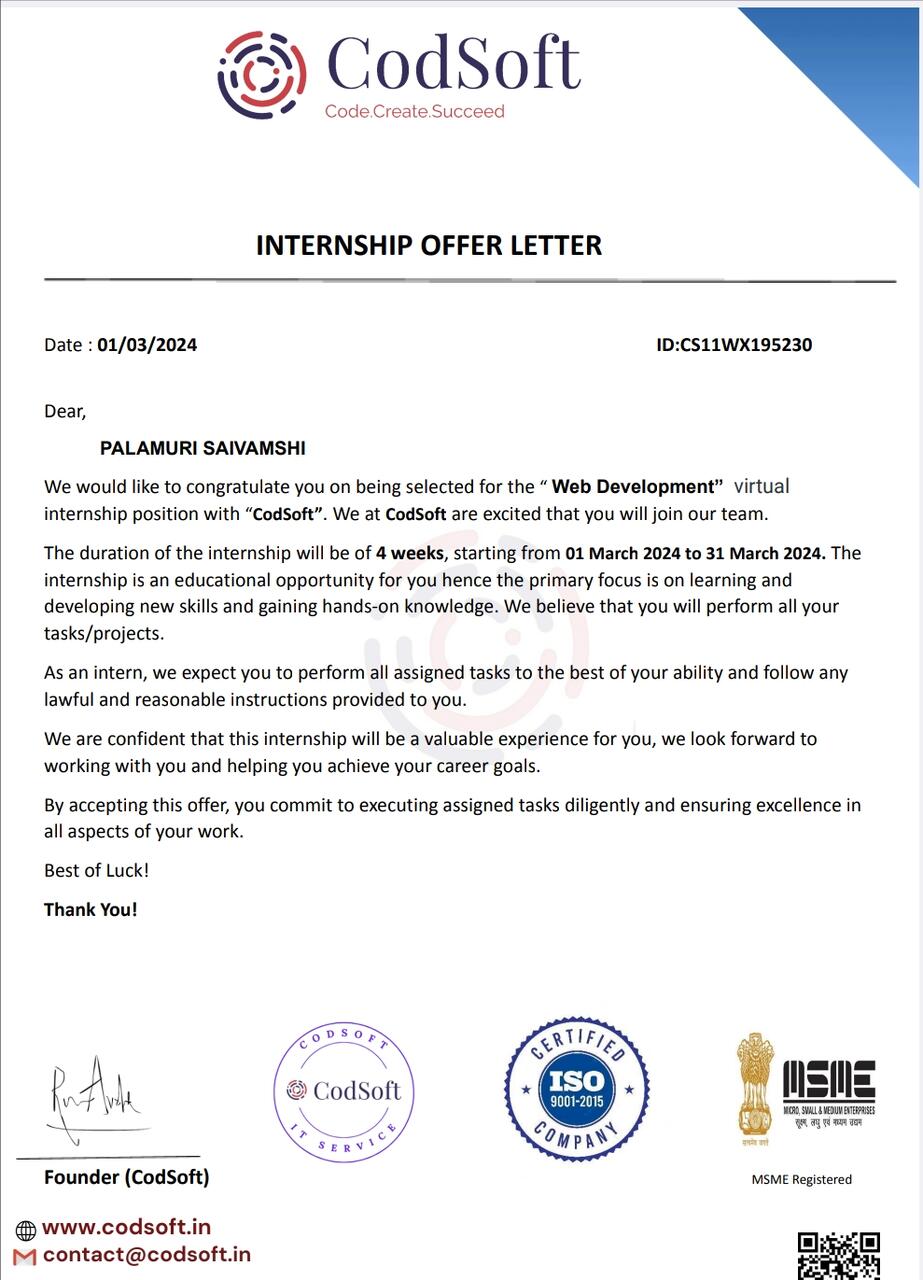 CodSoft
Code.Create.Succeed
INTERNSHIP OFFER LETTER
Date : 01/03/2024 ID:CS11WX195230
Dear,
PALAMURI SAIVAMSHI
We would like to congratulate you on being selected for the “ Web Development” virtual
internship position with “CodSoft”. We at CodSoft are excited that you will join our team.
The duration of the internship will be of 4 weeks, starting from 01 March 2024 to 31 March 2024. The
internship is an educational opportunity for you hence the primary focus is on learning and
developing new skills and gaining hands-on knowledge. We believe that you will perform all your
tasks/projects.
As an intern, we expect you to perform all assigned tasks to the best of your ability and follow any
lawful and reasonable instructions provided to you.
We are confident that this internship will be a valuable experience for you, we look forward to
working with you and helping you achieve your career goals.
By accepting this offer, you commit to executing assigned tasks diligently and ensuring excellence in
all aspects of your work.
Best of Luck!
Thank You!
CODSOFT
CodSoft
IT SERVICE
CERTIFIED
ISO
9001-2015
COMPANY
सत्यमेव जयते
MSME
MICRO, SMALL & MEDIUM ENTERPRISES
सूक्ष्म, लघु एवं मध्यम उद्यम
Founder (CodSoft)
MSME Registered
www.codsoft.in
contact@codsoft.in